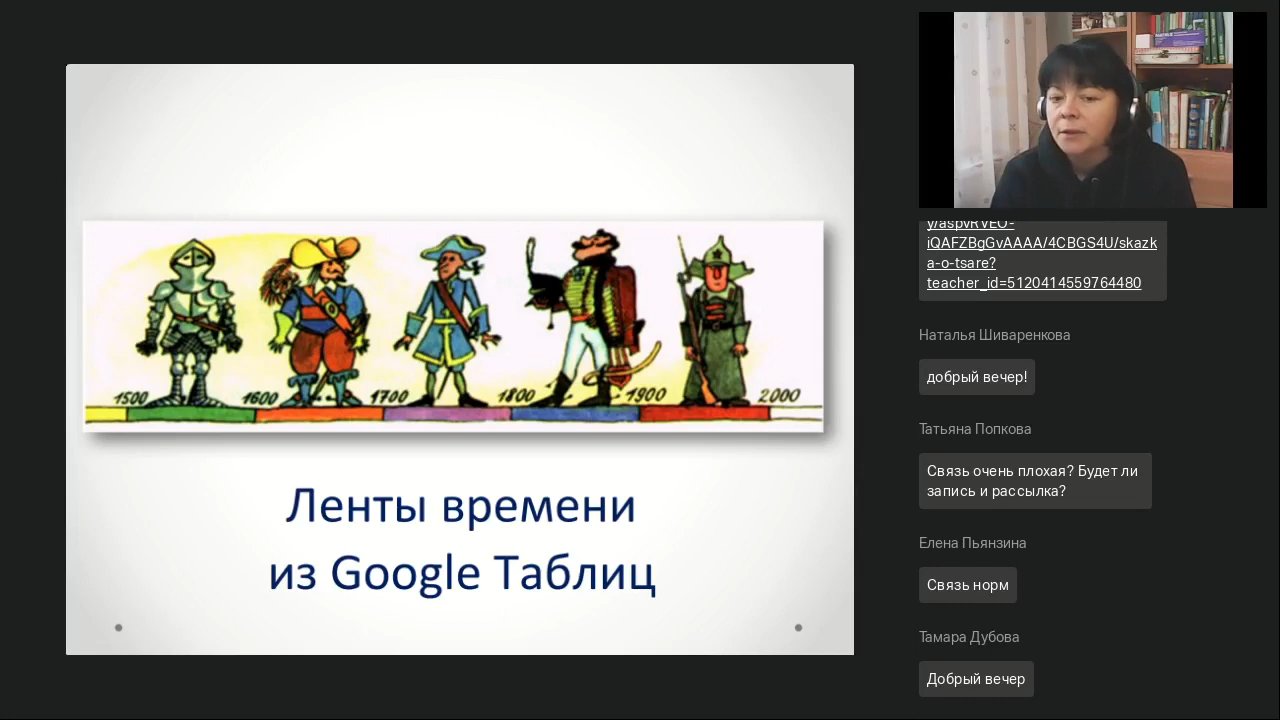 1500 1600 1700 1800 1900 2000
Ленты времени
из Google Таблиц
y/aspvRVEO-
iQAFZBgGvAAAA/4CBGS4U/skazk
a-o-tsare?
teacher_id=5120414559764480
Наталья Шиваренкова
добрый вечер!
Татьяна Попкова
Связь очень плохая? Будет ли
запись и рассылка?
Елена Пьянзина
Связь норм
Тамара Дубова
Добрый вечер